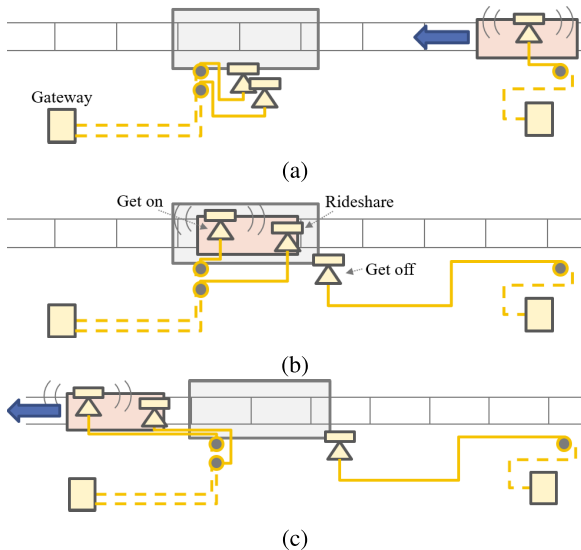 Gateway
(a)
Get on
Rideshare
Get off
(b)
(c)